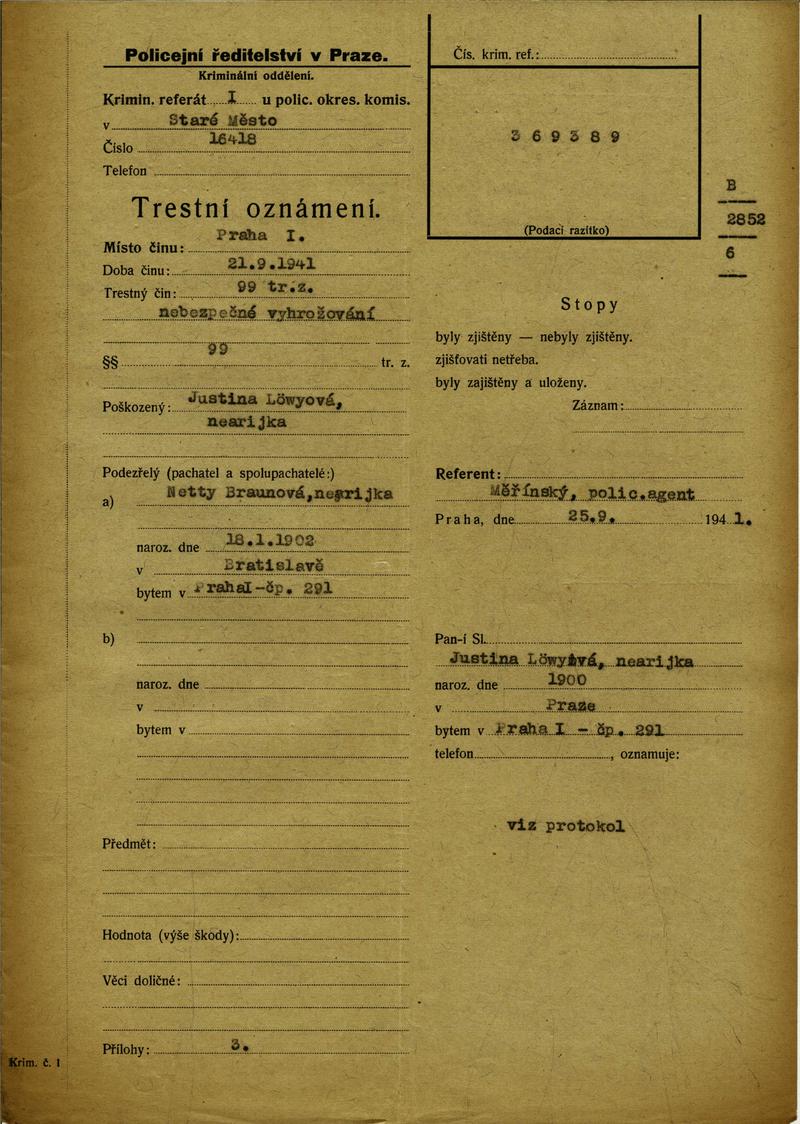 Policejní ředitelství v Praze.
Kriminální oddělení.
Krimin. referát I u polic. okres. komis.
v Staré Město
Číslo 16418
Telefon
Trestní oznámení.
Místo činu: Praha I.
Doba činu: 21.9.1941
Trestný čin: 99 tr.z.
nebezpečné vyhrožování
§§ 99 tr. z.
Poškozený: Justina Löwyová,
nearijka
Podezřelý (pachatel a spolupachatelé:)
a) Netty Braunová,nearijka
naroz. dne 18.1.1902
v Bratislavě
bytem v PrahaI-čp. 291
b)
naroz. dne
v
bytem v
Předmět:
Hodnota (výše škody):
Věci doličné:
Přílohy: 3.
Krim. č. 1
Čís. krim. ref.:
369389
(Podací razítko)
B
2852
6
Stopy
byly zjištěny — nebyly zjištěny.
zjišťovati netřeba.
byly zajištěny a uloženy.
Záznam:
Referent:
Měřínský, polic.agent
Praha, dne 25.9. 1941.
Pan-í Sl.
Justina Löwyová, nearijka
naroz. dne 1900
v Praze
bytem v Praha I - čp. 291
telefon, oznamuje:
viz protokol